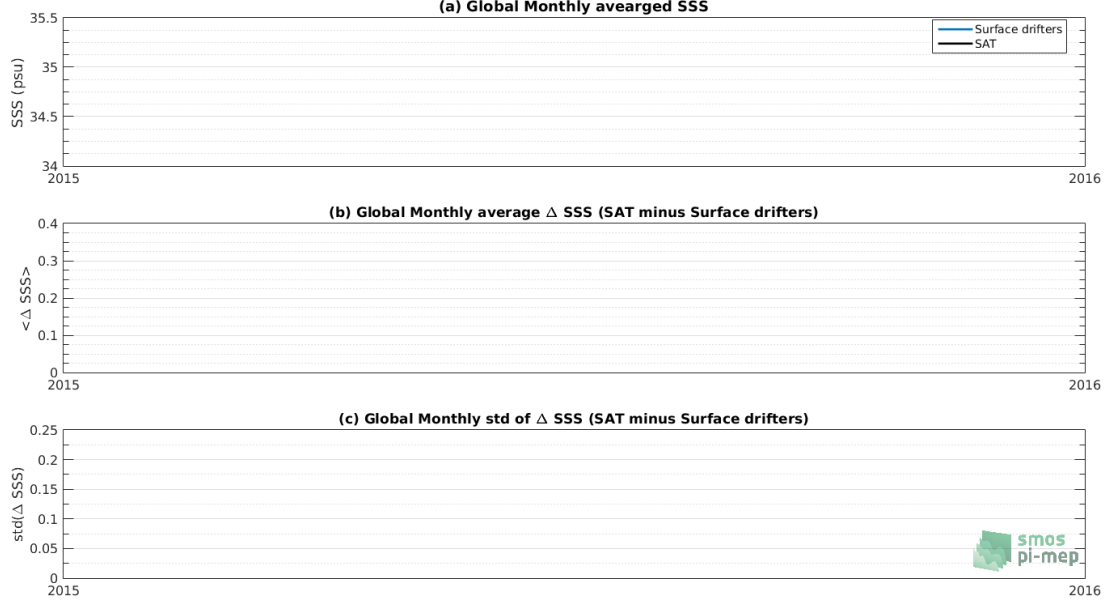 (a) Global Monthly avearged SSS
35.5
35
34.5
34
SSS (psu)
Surface drifters
SAT
2015
2016
(b) Global Monthly average Δ SSS (SAT minus Surface drifters)
0.4
0.3
0.2
0.1
0
<Δ SSS>
2015
2016
(c) Global Monthly std of Δ SSS (SAT minus Surface drifters)
0.25
0.2
0.15
0.1
0.05
0
std(Δ SSS)
smos
pi-mep
2015
2016